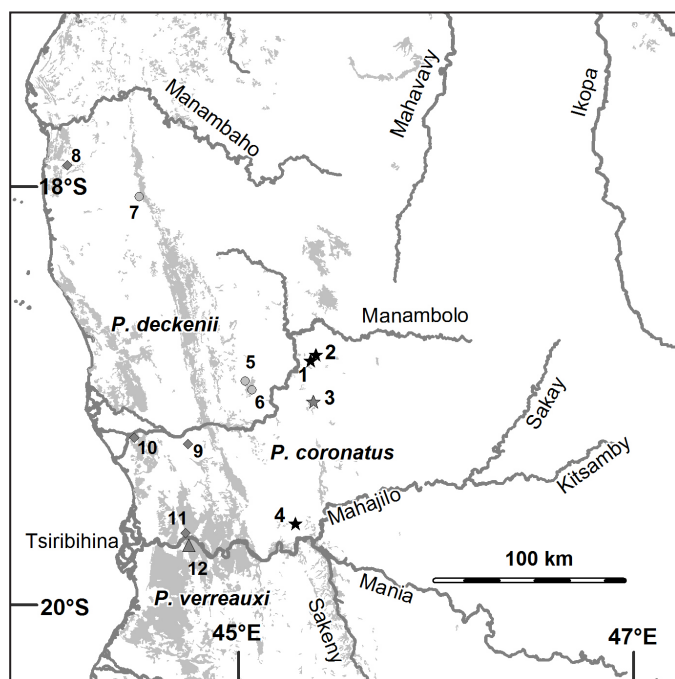 Manambaho
Mahavavy
Ikopa
8
18°S
7
P. deckenii
Manambolo
2
1
5
6
3
Sakay
P. coronatus
10
9
Kitsamby
Mahajilo
4
11
Tsiribihina
12
100 km
Mania
P. verreauxi
20°S
Sakeny
45°E
47°E